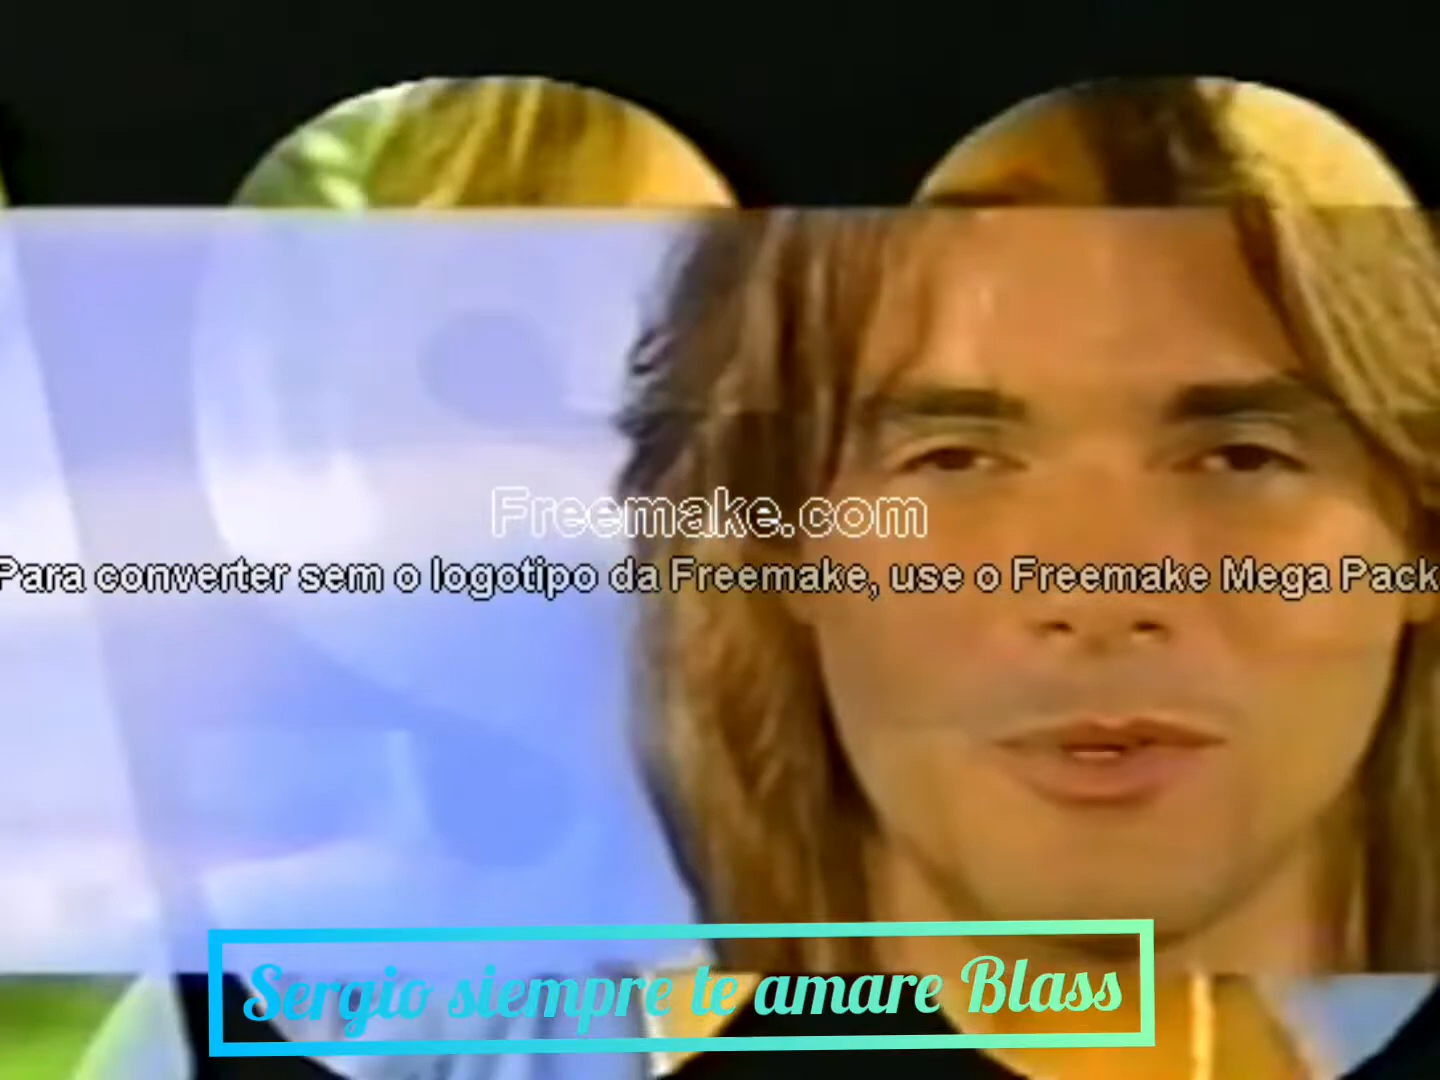 Freemake.com
Para converter sem o logotipo da Freemake, use o Freemake Mega Pack
Sergio siempre te amare Blass